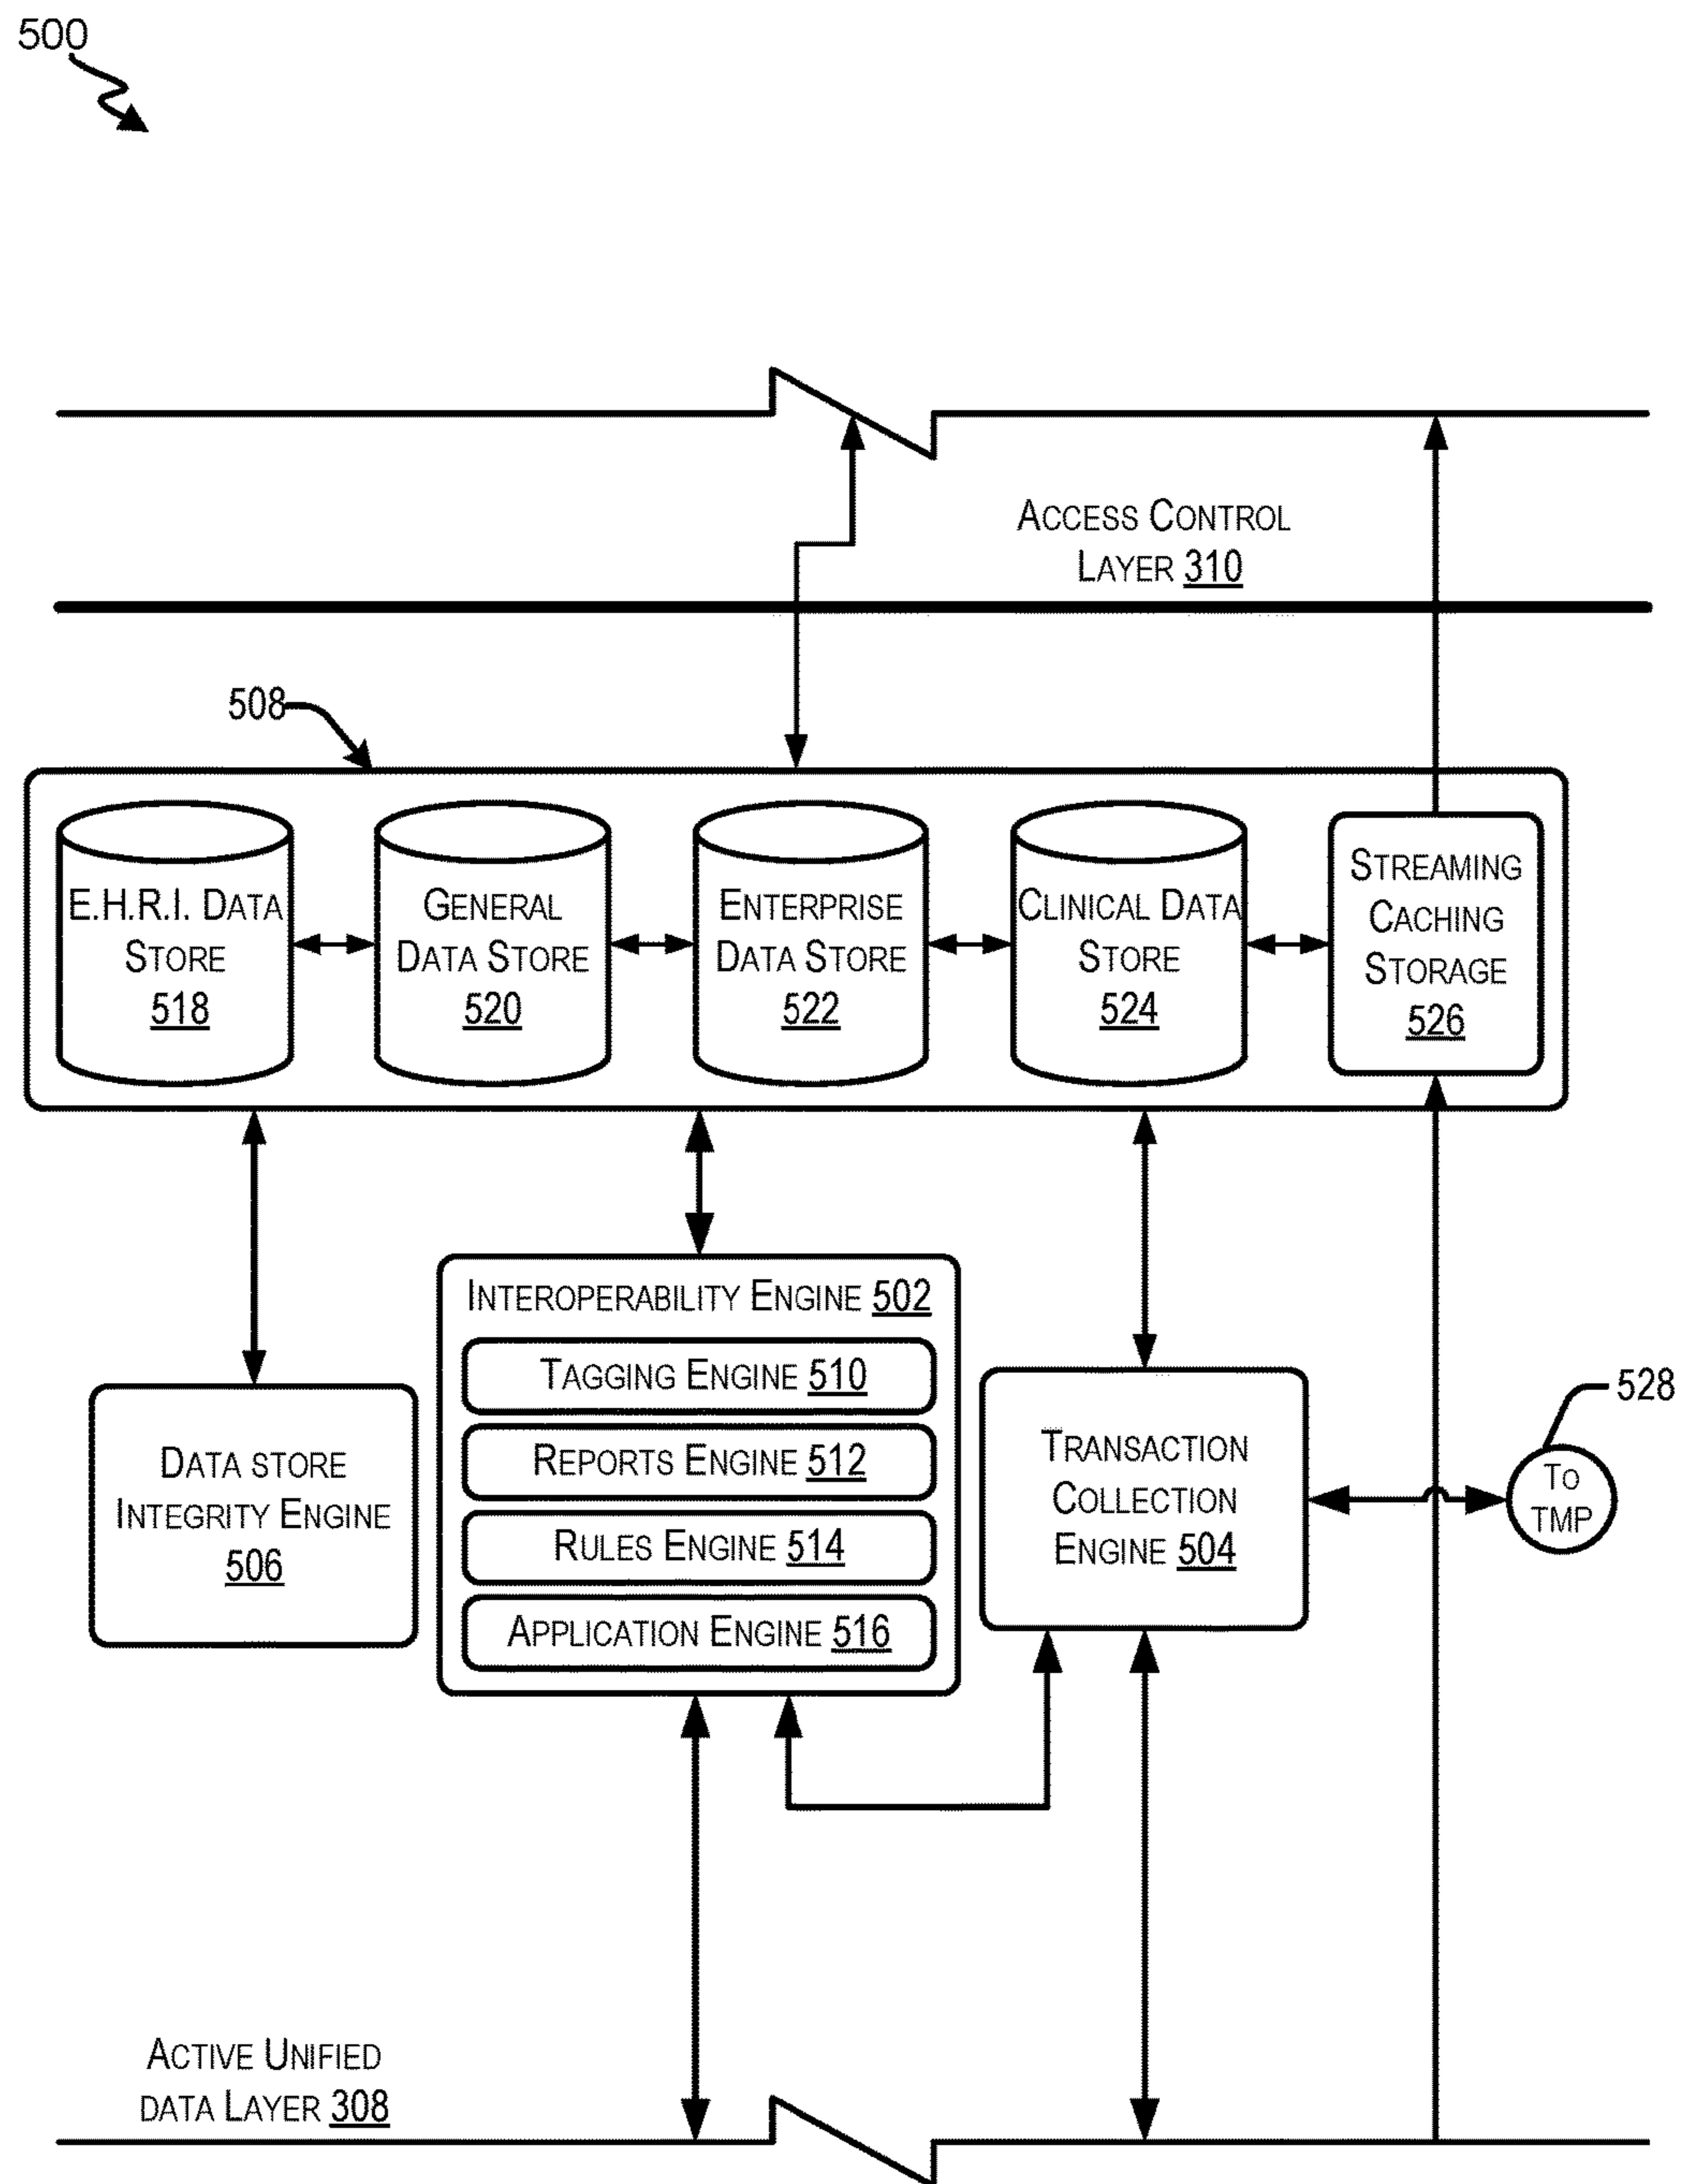 500
ACCESS CONTROL
LAYER 310
508
E.H.R.I. DATA
STORE
518
GENERAL
DATA STORE
520
ENTERPRISE
DATA STORE
522
CLINICAL DATA
STORE
524
STREAMING
CACHING
STORAGE
526
INTEROPERABILITY ENGINE 502
TAGGING ENGINE 510
REPORTS ENGINE 512
RULES ENGINE 514
APPLICATION ENGINE 516
DATA STORE
INTEGRITY ENGINE
506
TRANSACTION
COLLECTION
ENGINE 504
528
TO
TMP
ACTIVE UNIFIED
DATA LAYER 308